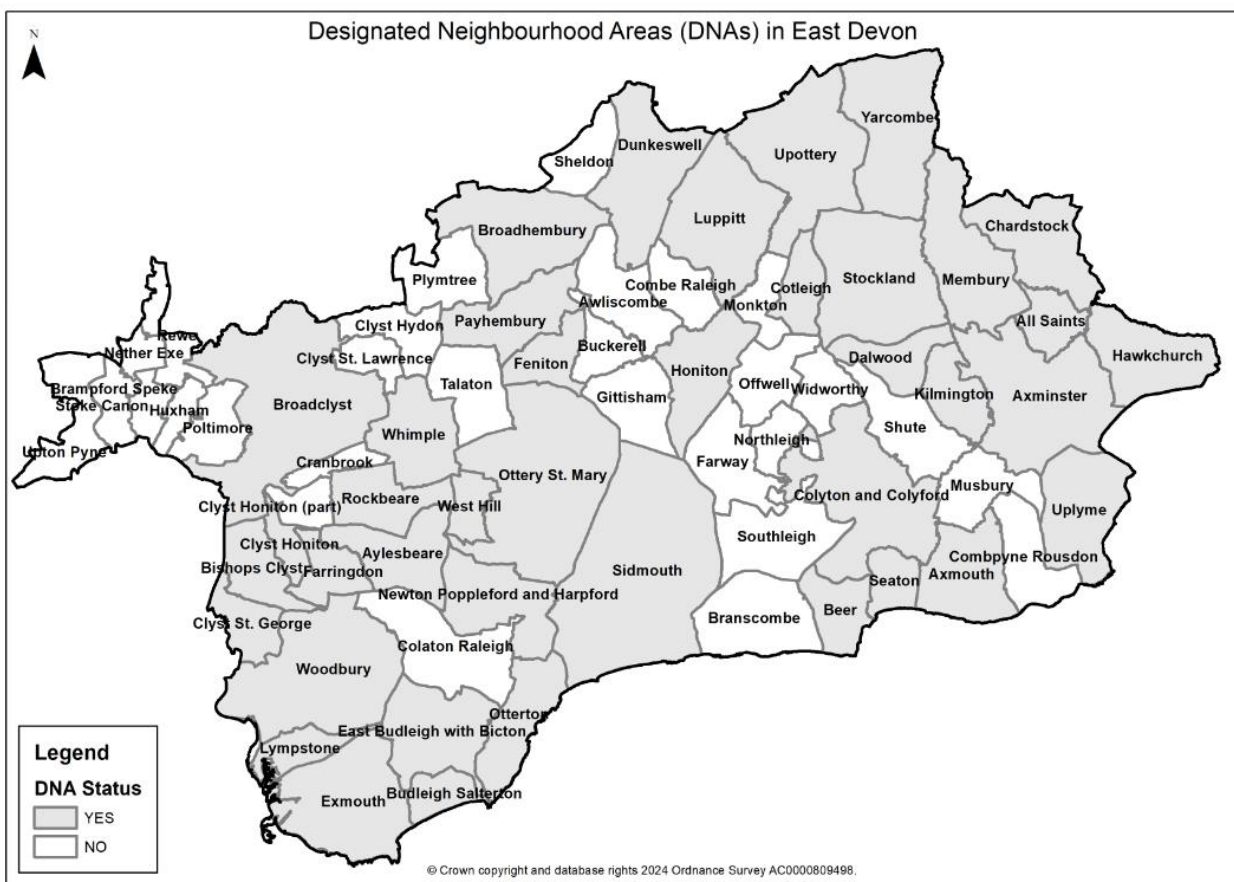 Designated Neighbourhood Areas (DNAs) in East Devon
N
Yarcombe
Dunkeswell
Upottery
Sheldon
Luppitt
Chardstock
Broadhembury
Plymtree
Combe Raleigh
Stockland
Membury
Cotleigh
Awliscombe
Monkton
Clyst Hydon
Payhembury
All Saints
Rewe
Nether Exe
Buckerell
Clyst St. Lawrence
Feniton
Dalwood
Hawkchurch
Honiton
Talaton
Offwell
Widworthy
Brampford Speke
Kilmington
Axminster
Gittisham
Broadclyst
Stoke Canon
Huxham
Poltimore
Shute
Whimple
Northleigh
Upton Pyne
Cranbrook
Farway
Ottery St. Mary
Musbury
Rockbeare
Colyton and Colyford
Clyst Honiton (part)
West Hill
Uplyme
Southleigh
Clyst Honiton
Aylesbeare
Combpyne Rousdon
Bishops Clyst
Farringdon
Sidmouth
Axmouth
Seaton
Newton Poppleford and Harpford
Beer
Branscombe
Clyst St. George
Colaton Raleigh
Woodbury
Otterton
East Budleigh with Bicton
Lympstone
Budleigh Salterton
Exmouth
Legend
DNA Status
YES
NO
© Crown copyright and database rights 2024 Ordnance Survey AC0000809498.